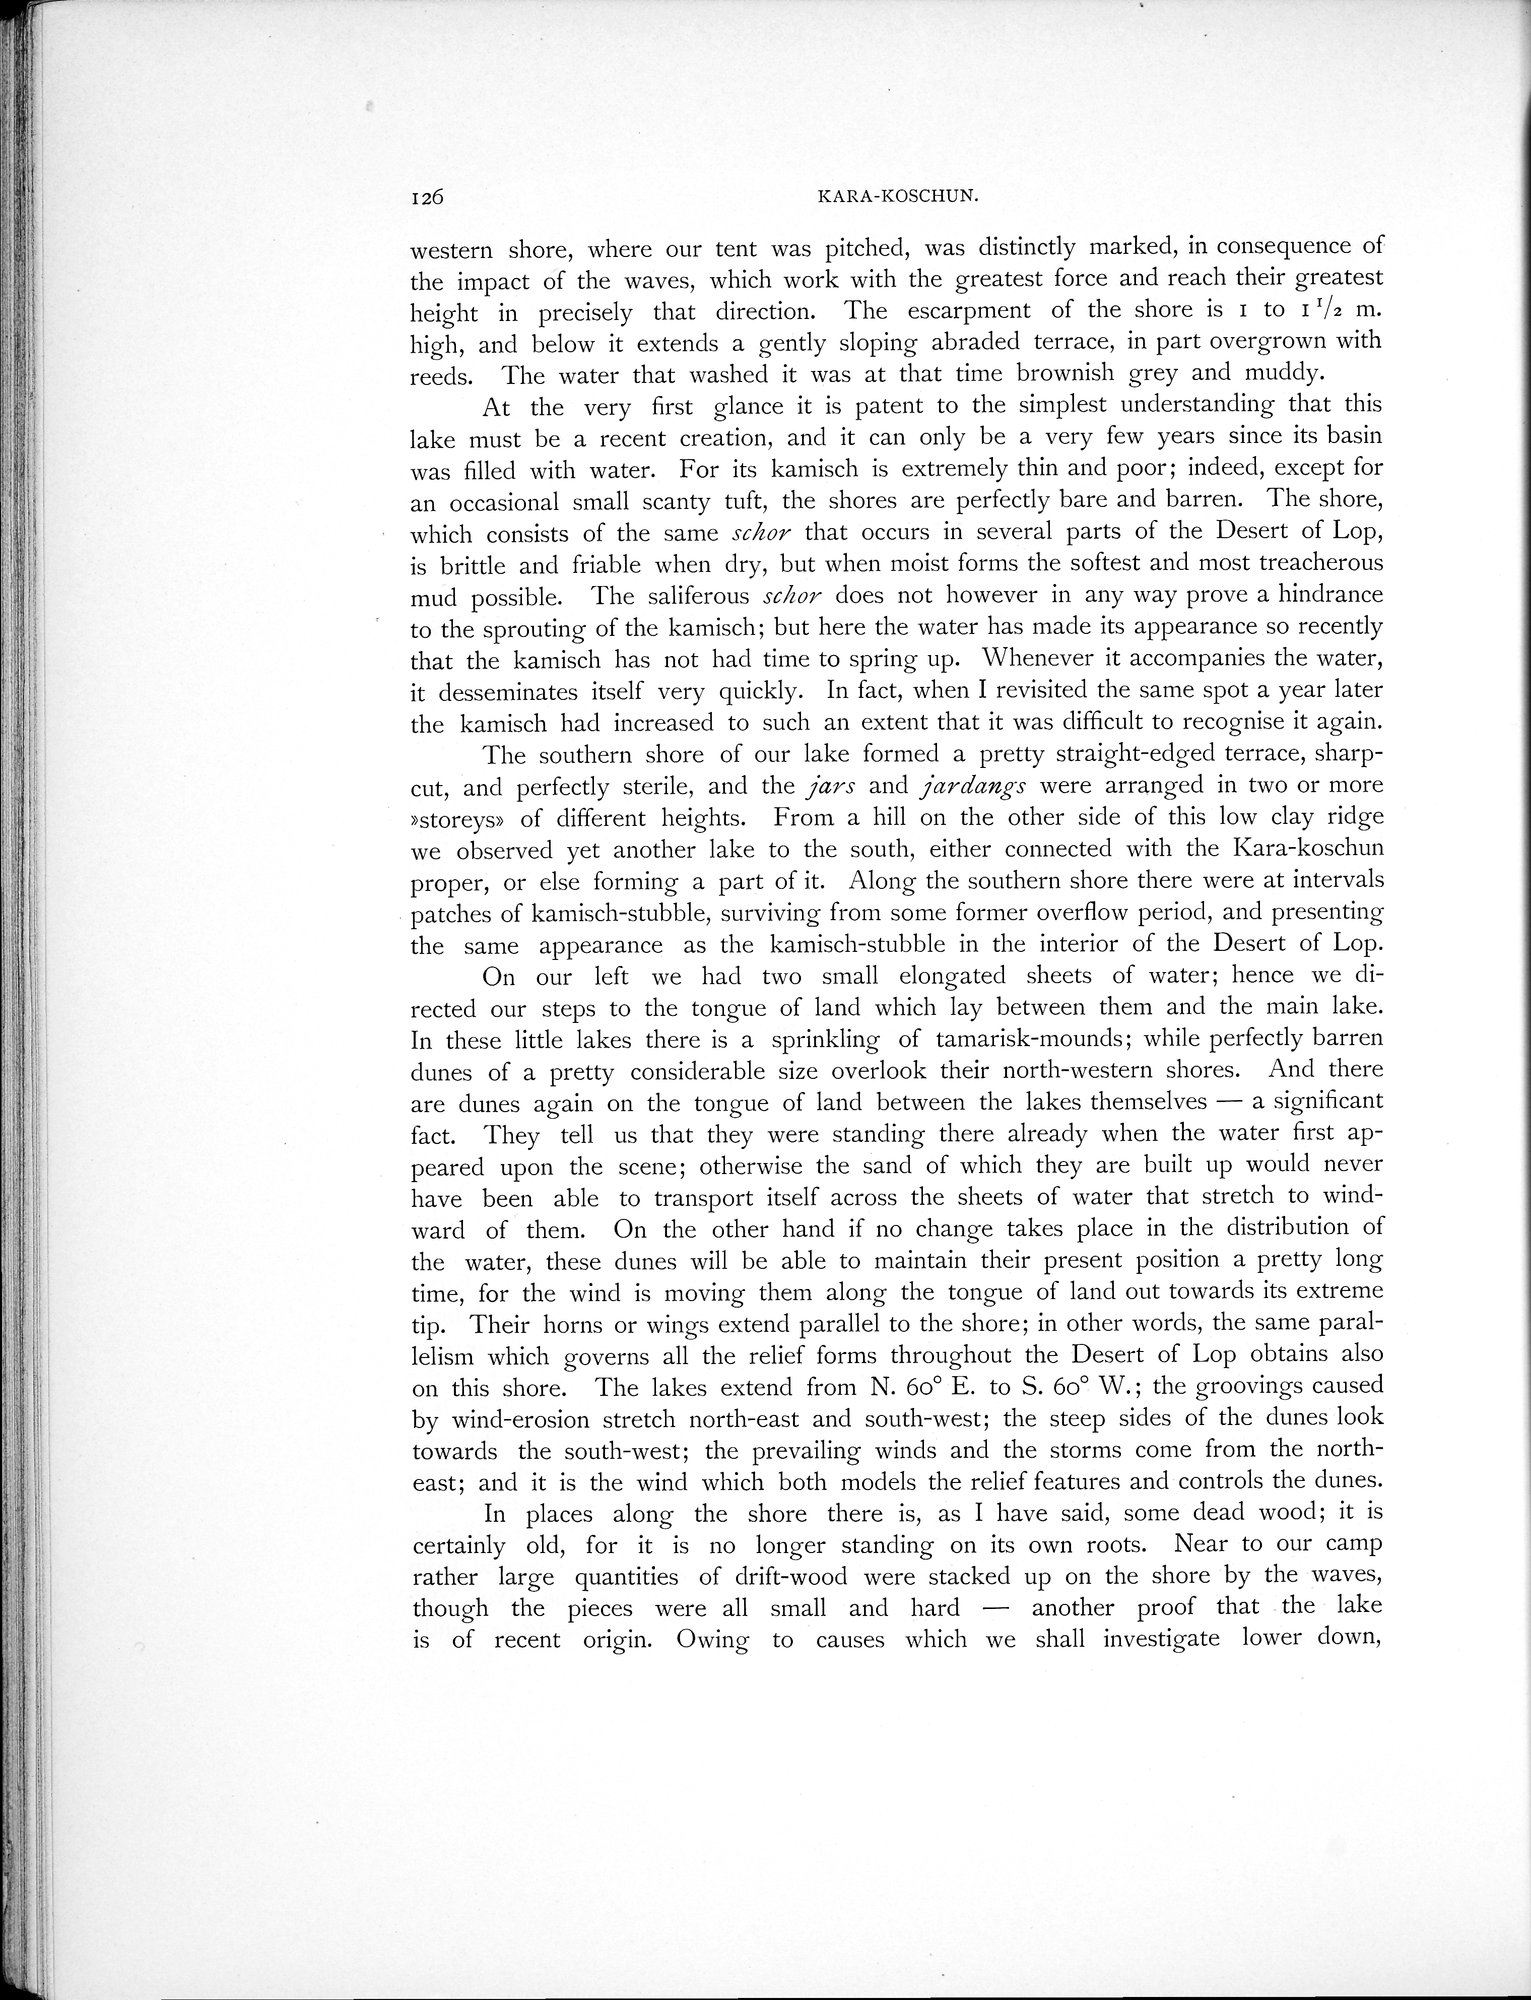 126 KARA-KOSCHUN.
western shore, where our tent was pitched, was distinctly marked, in consequence of
the impact of the waves, which work with the greatest force and reach their greatest
height in precisely that direction. The escarpment of the shore is 1 to 1 1/2 m.
high, and below it extends a gently sloping abraded terrace, in part overgrown with
reeds. The water that washed it was at that time brownish grey and muddy.
At the very first glance it is patent to the simplest understanding that this
lake must be a recent creation, and it can only be a very few years since its basin
was filled with water. For its kamisch is extremely thin and poor; indeed, except for
an occasional small scanty tuft, the shores are perfectly bare and barren. The shore,
which consists of the same schor that occurs in several parts of the Desert of Lop,
is brittle and friable when dry, but when moist forms the softest and most treacherous
mud possible. The saliferous schor does not however in any way prove a hindrance
to the sprouting of the kamisch; but here the water has made its appearance so recently
that the kamisch has not had time to spring up. Whenever it accompanies the water,
it desseminates itself very quickly. In fact, when I revisited the same spot a year later
the kamisch had increased to such an extent that it was difficult to recognise it again.
The southern shore of our lake formed a pretty straight-edged terrace, sharp-
cut, and perfectly sterile, and the jars and jardangs were arranged in two or more
»storeys» of different heights. From a hill on the other side of this low clay ridge
we observed yet another lake to the south, either connected with the Kara-koschun
proper, or else forming a part of it. Along the southern shore there were at intervals
patches of kamisch-stubble, surviving from some former overflow period, and presenting
the same appearance as the kamisch-stubble in the interior of the Desert of Lop.
On our left we had two small elongated sheets of water; hence we di-
rected our steps to the tongue of land which lay between them and the main lake.
In these little lakes there is a sprinkling of tamarisk-mounds; while perfectly barren
dunes of a pretty considerable size overlook their north-western shores. And there
are dunes again on the tongue of land between the lakes themselves — a significant
fact. They tell us that they were standing there already when the water first ap-
peared upon the scene; otherwise the sand of which they are built up would never
have been able to transport itself across the sheets of water that stretch to wind-
ward of them. On the other hand if no change takes place in the distribution of
the water, these dunes will be able to maintain their present position a pretty long
time, for the wind is moving them along the tongue of land out towards its extreme
tip. Their horns or wings extend parallel to the shore; in other words, the same paral-
lelism which governs all the relief forms throughout the Desert of Lop obtains also
on this shore. The lakes extend from N. 60° E. to S. 60° W.; the groovings caused
by wind-erosion stretch north-east and south-west; the steep sides of the dunes look
towards the south-west; the prevailing winds and the storms come from the north-
east; and it is the wind which both models the relief features and controls the dunes.
In places along the shore there is, as I have said, some dead wood; it is
certainly old, for it is no longer standing on its own roots. Near to our camp
rather large quantities of drift-wood were stacked up on the shore by the waves,
though the pieces were all small and hard — another proof that the lake
is of recent origin. Owing to causes which we shall investigate lower down,